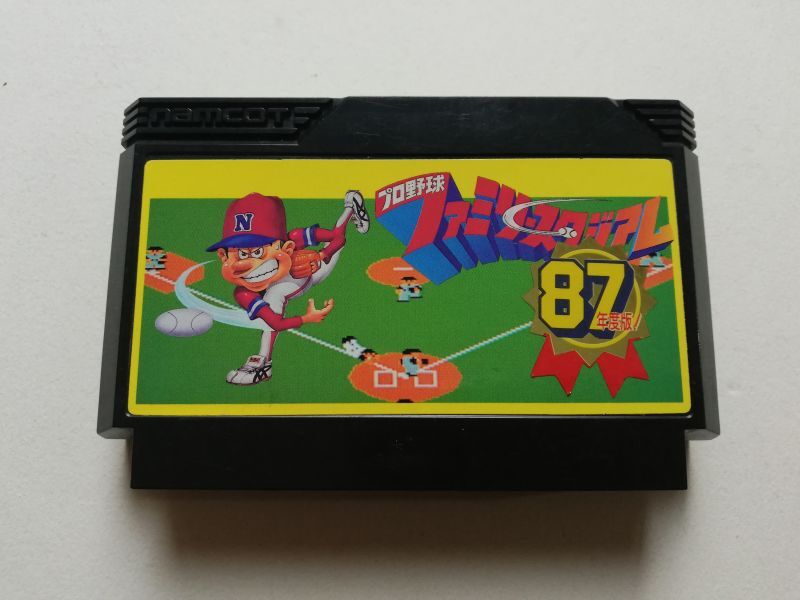 namcoT
プロ野球
ファミリースタジアム
87
年度版!
N